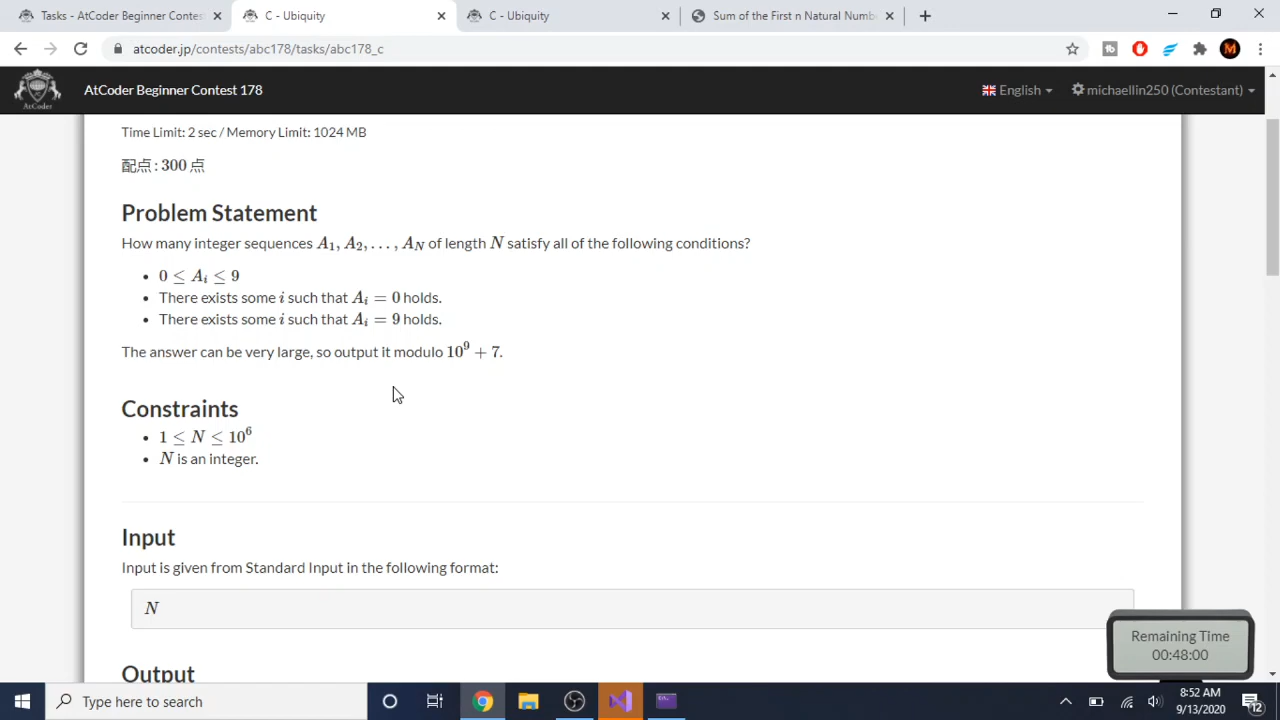 Tasks - AtCoder Beginner Contes
C - Ubiquity
C - Ubiquity
Sum of the First n Natural Numb
atcoder.jp/contests/abc178/tasks/abc178_c
AtCoder
AtCoder Beginner Contest 178
English
michaellin250 (Contestant)
Time Limit: 2 sec / Memory Limit: 1024 MB
配点 : 300 点
Problem Statement
How many integer sequences A₁, A₂, . . . , A_N of length N satisfy all of the following conditions?
• 0 ≤ Aᵢ ≤ 9
• There exists some i such that Aᵢ = 0 holds.
• There exists some i such that Aᵢ = 9 holds.
The answer can be very large, so output it modulo 10⁹ + 7.
Constraints
• 1 ≤ N ≤ 10⁶
• N is an integer.
Input
Input is given from Standard Input in the following format:
N
Output
Remaining Time
00:48:00
Type here to search
8:52 AM
9/13/2020
12
M